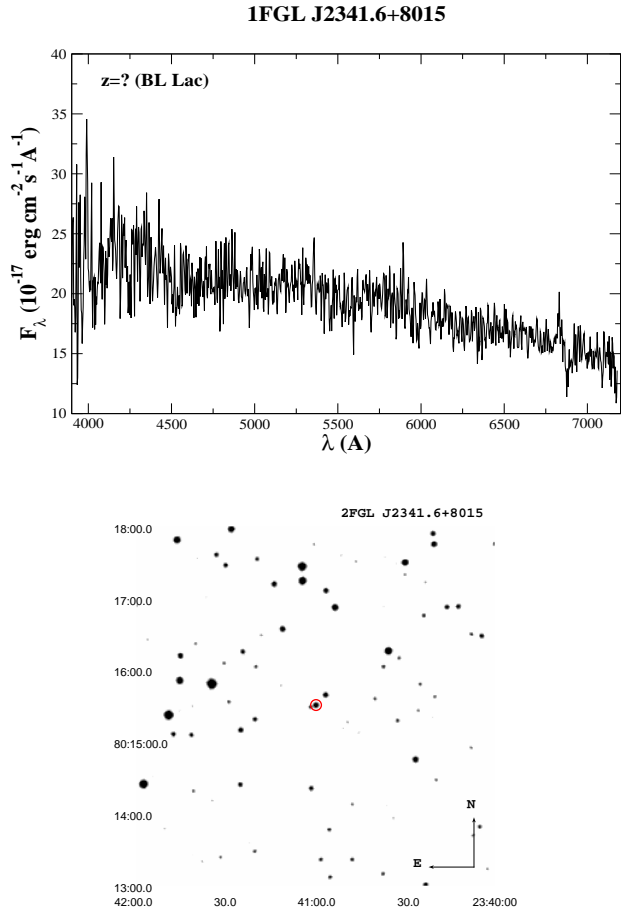 1FGL J2341.6+8015
40
z=? (BL Lac)
35
30
25
20
15
10
F_λ (10^-17 erg cm^-2 s^-1 A^-1)
4000 4500 5000 5500 6000 6500 7000
λ (A)
2FGL J2341.6+8015
18:00.0
17:00.0
16:00.0
80:15:00.0
14:00.0
N
E
13:00.0
42:00.0 30.0 41:00.0 30.0 23:40:00